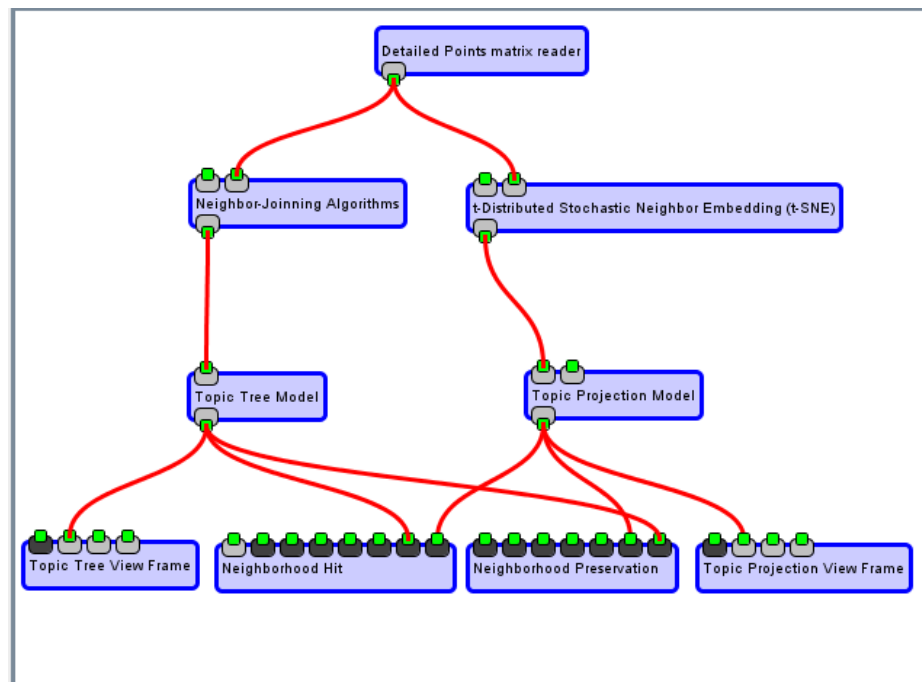 Detailed Points matrix reader
Neighbor-Joinning Algorithms
t-Distributed Stochastic Neighbor Embedding (t-SNE)
Topic Tree Model
Topic Projection Model
Topic Tree View Frame
Neighborhood Hit
Neighborhood Preservation
Topic Projection View Frame